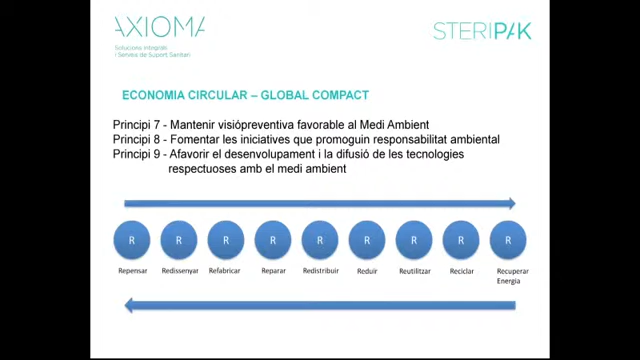 AXIOMA
Solucions Integrals
i Serveis de Suport Sanitari
STERIPAK
ECONOMIA CIRCULAR – GLOBAL COMPACT
Principi 7 - Mantenir visiópreventiva favorable al Medi Ambient
Principi 8 - Fomentar les iniciatives que promoguin responsabilitat ambiental
Principi 9 - Afavorir el desenvolupament i la difusió de les tecnologies
respectuoses amb el medi ambient
R R R R R R R R R
Repensar Redissenyar Refabricar Reparar Redistribuir Reduir Reutilitzar Reciclar Recuperar
Energia